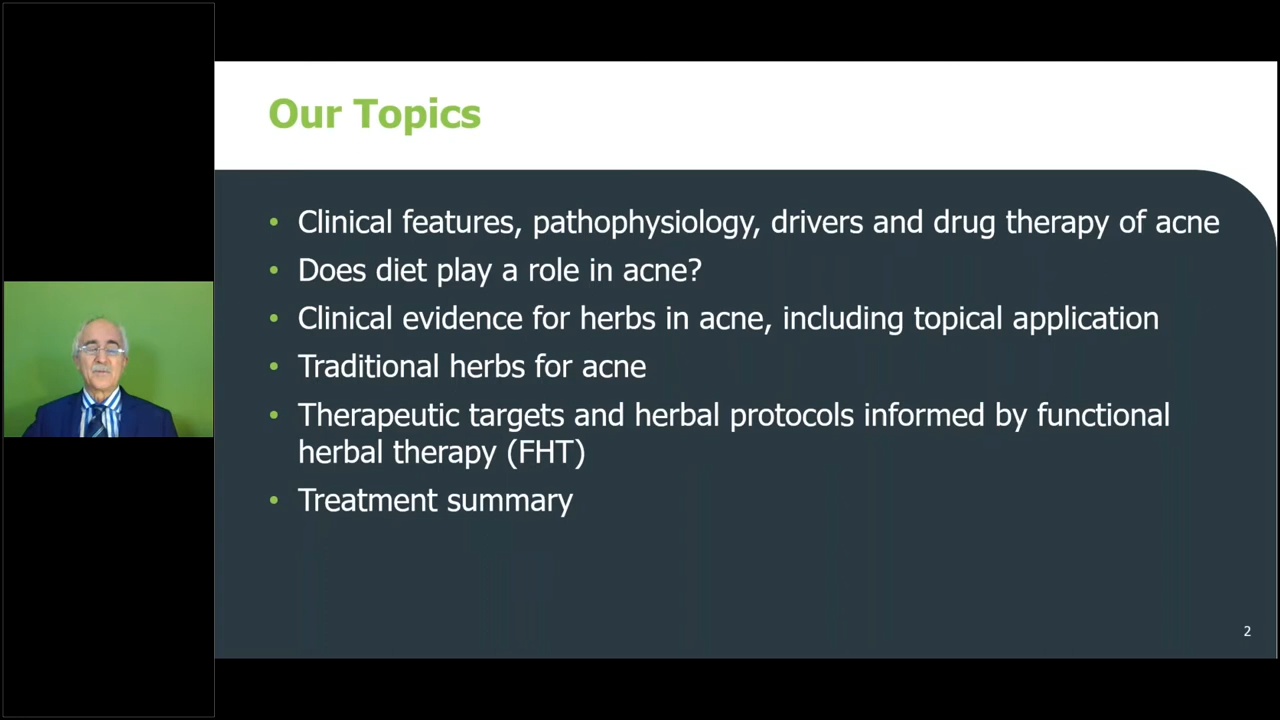 Our Topics
• Clinical features, pathophysiology, drivers and drug therapy of acne
• Does diet play a role in acne?
• Clinical evidence for herbs in acne, including topical application
• Traditional herbs for acne
• Therapeutic targets and herbal protocols informed by functional
herbal therapy (FHT)
• Treatment summary
2